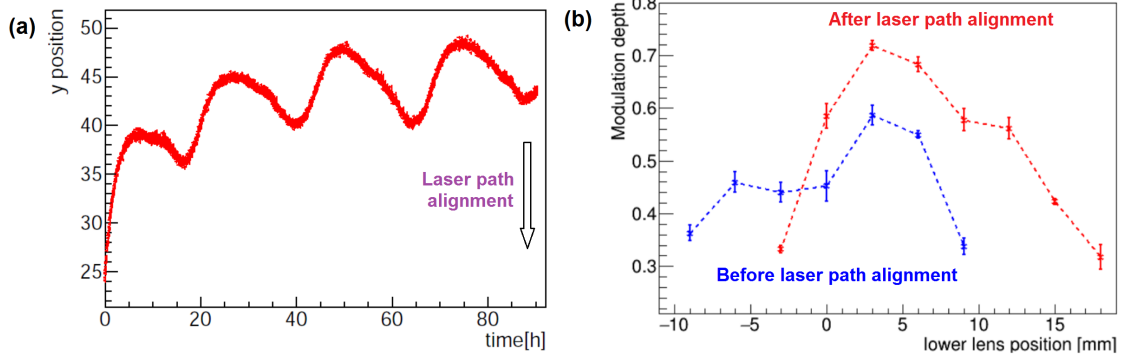 (a)
y position
50
45
40
35
30
25
0
20
40
60
80
time[h]
Laser path
alignment
(b)
Modulation depth
0.8
0.7
0.6
0.5
0.4
0.3
−10
−5
0
5
10
15
lower lens position [mm]
After laser path alignment
Before laser path alignment